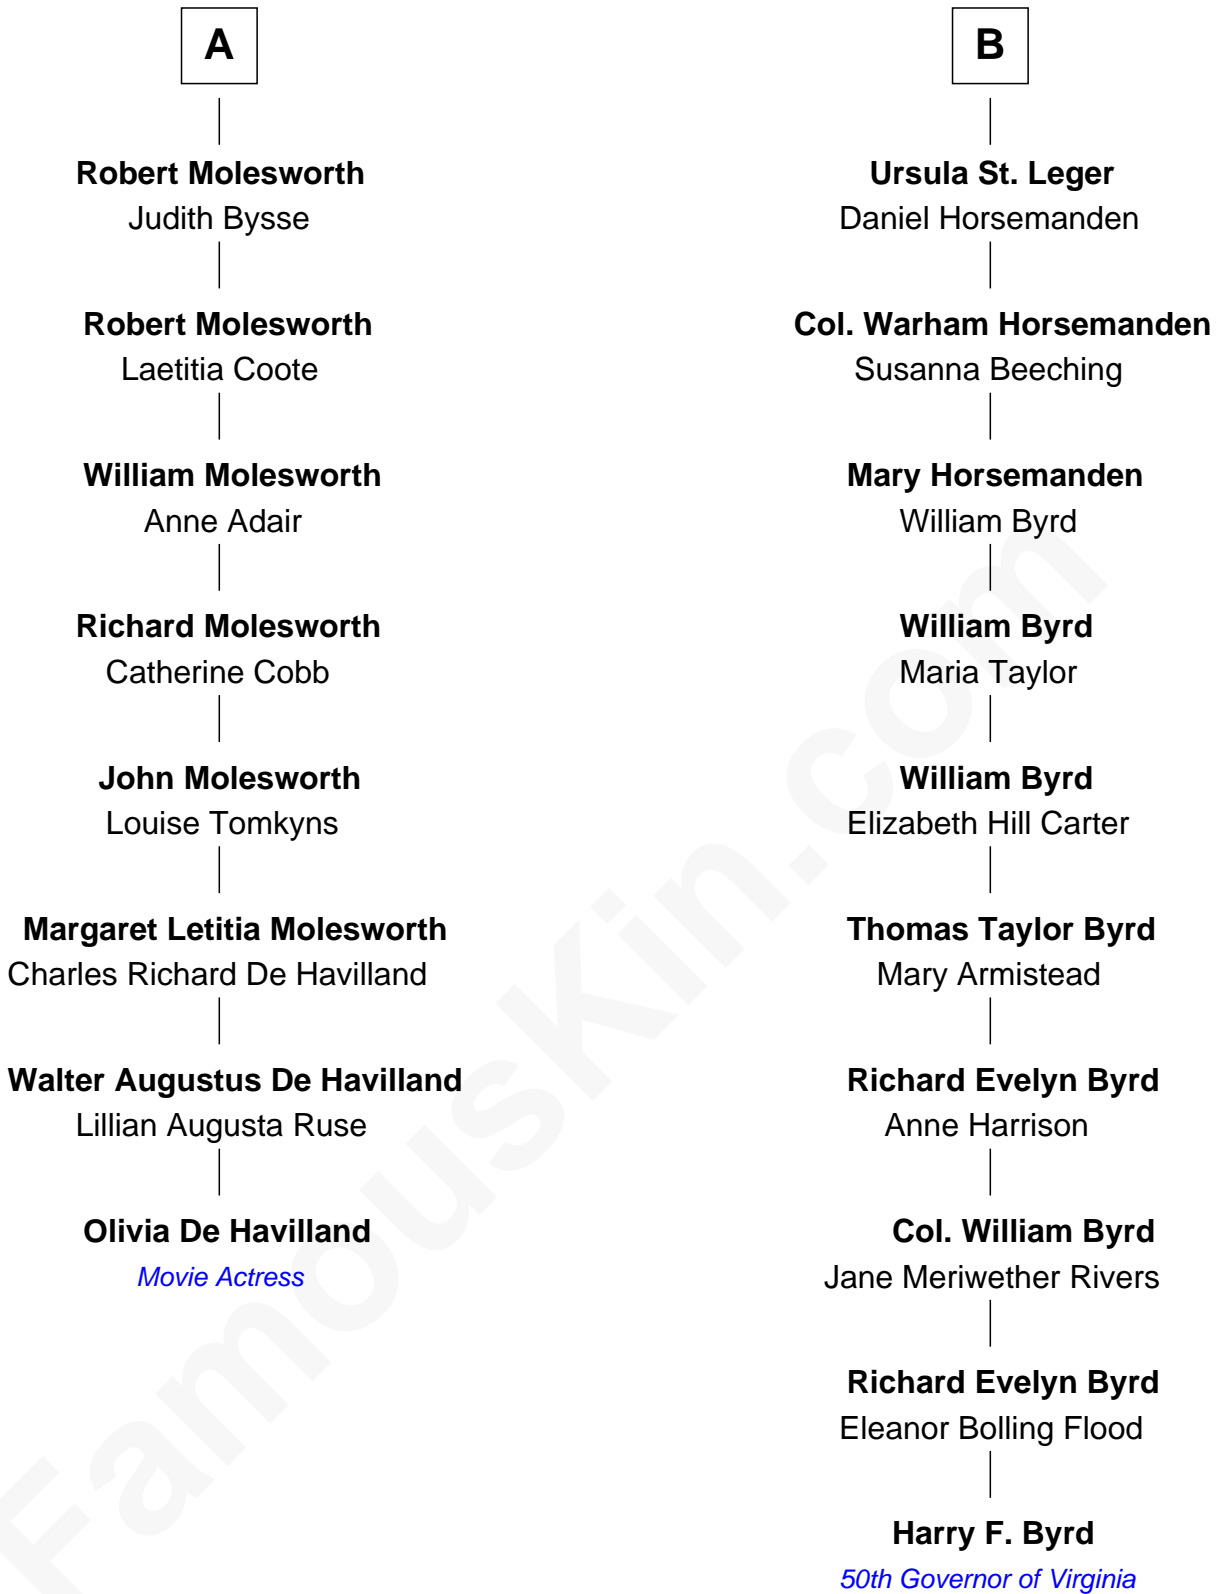 A
Robert Molesworth
Judith Bysse
Robert Molesworth
Laetitia Coote
William Molesworth
Anne Adair
Richard Molesworth
Catherine Cobb
John Molesworth
Louise Tomkyns
Margaret Letitia Molesworth
Charles Richard De Havilland
Walter Augustus De Havilland
Lillian Augusta Ruse
Olivia De Havilland
Movie Actress
B
Ursula St. Leger
Daniel Horsemanden
Col. Warham Horsemanden
Susanna Beeching
Mary Horsemanden
William Byrd
William Byrd
Maria Taylor
William Byrd
Elizabeth Hill Carter
Thomas Taylor Byrd
Mary Armistead
Richard Evelyn Byrd
Anne Harrison
Col. William Byrd
Jane Meriwether Rivers
Richard Evelyn Byrd
Eleanor Bolling Flood
Harry F. Byrd
50th Governor of Virginia
FamousKin.com